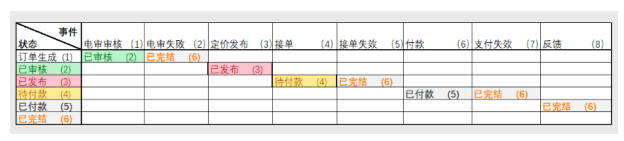 事件
状态 电审审核 (1) 电审失败 (2) 定价发布 (3) 接单 (4) 接单失效 (5) 付款 (6) 支付失效 (7) 反馈 (8)
订单生成 (1) 已审核 (2) 已完结 (6)
已审核 (2) 已发布 (3)
已发布 (3) 待付款 (4) 已完结 (6)
待付款 (4) 已付款 (5) 已完结 (6)
已付款 (5) 已完结 (6)
已完结 (6)